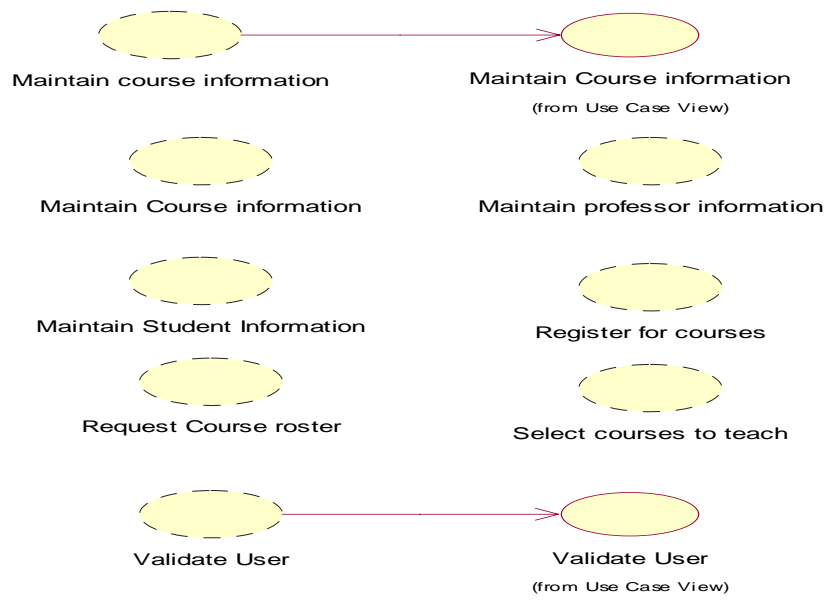 Maintain course information
Maintain Course information
(from Use Case View)
Maintain Course information
Maintain professor information
Maintain Student Information
Register for courses
Request Course roster
Select courses to teach
Validate User
Validate User
(from Use Case View)